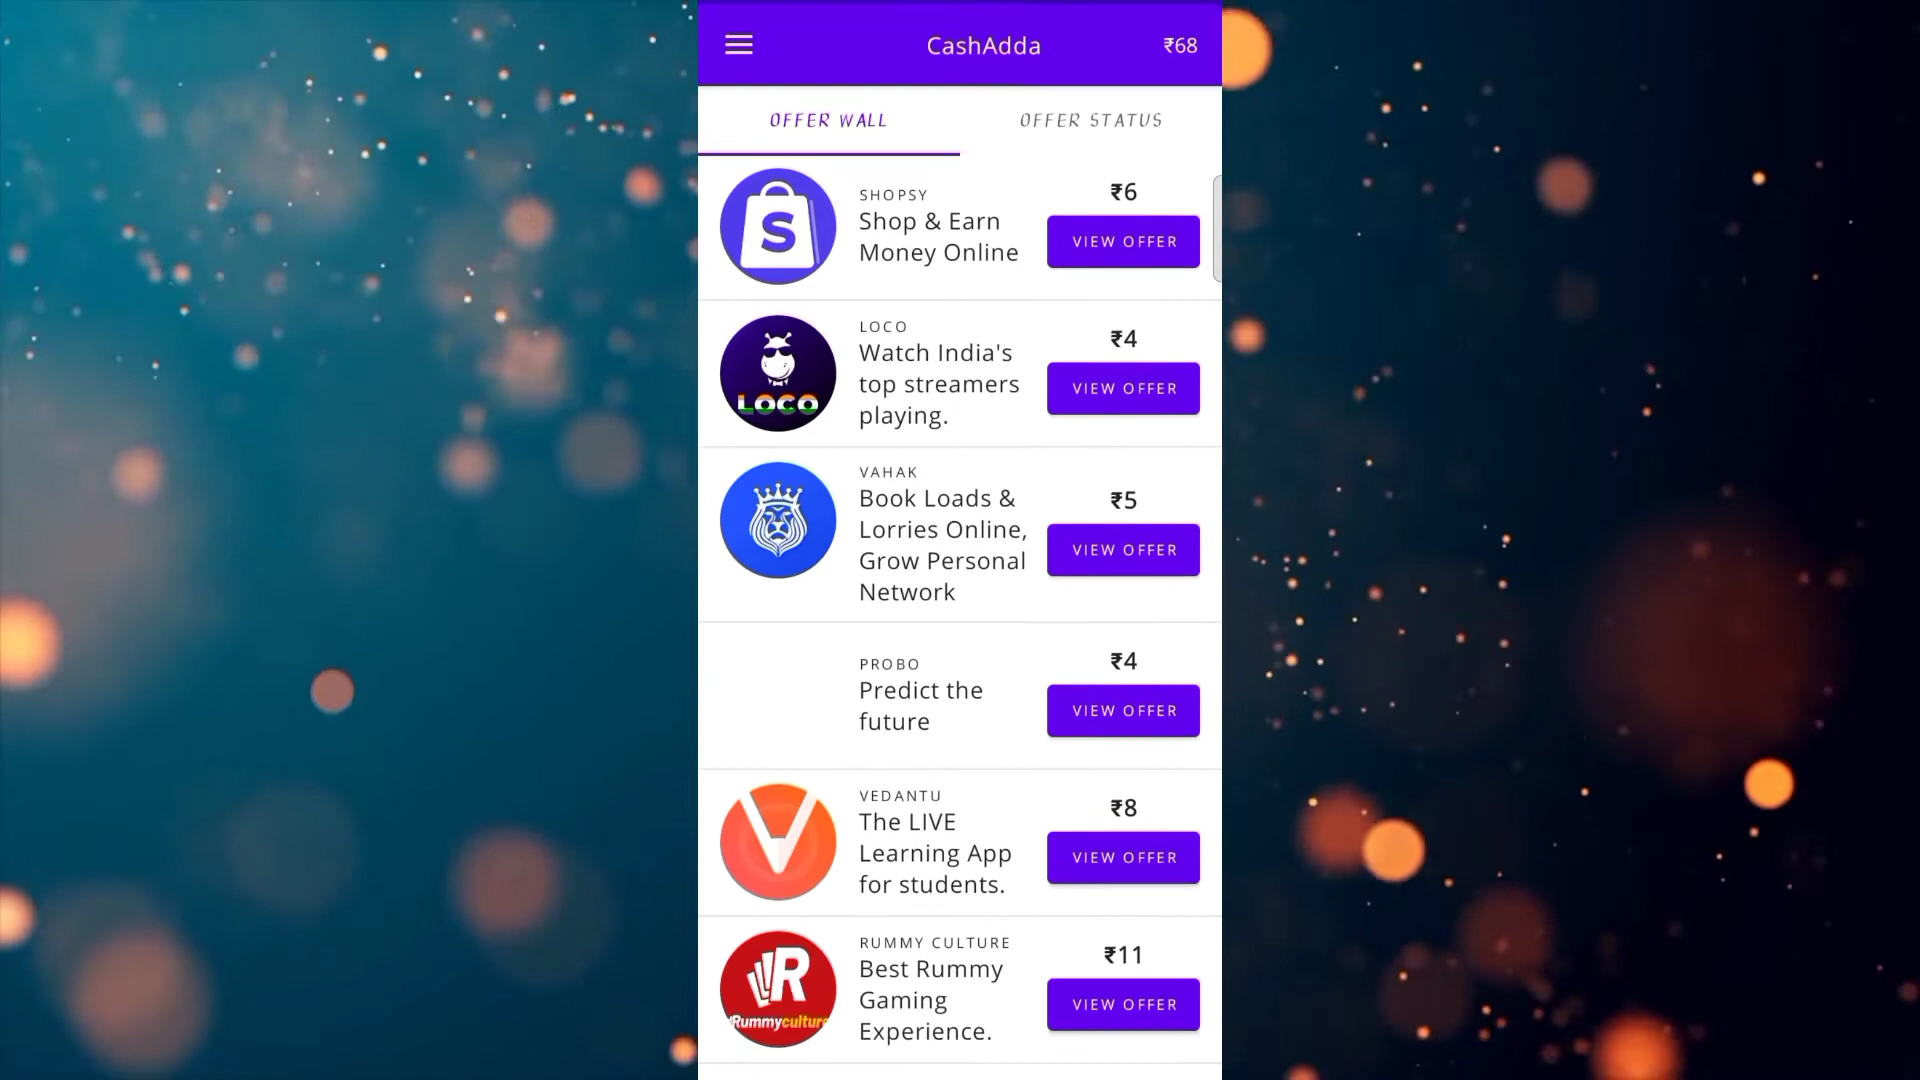 CashAdda
₹68
OFFER WALL
OFFER STATUS
S
SHOPSY
Shop & Earn
Money Online
₹6
VIEW OFFER
LOCO
LOCO
Watch India's
top streamers
playing.
₹4
VIEW OFFER
VAHAK
Book Loads &
Lorries Online,
Grow Personal
Network
₹5
VIEW OFFER
PROBO
Predict the
future
₹4
VIEW OFFER
VEDANTU
The LIVE
Learning App
for students.
₹8
VIEW OFFER
R
Rummyculture
RUMMY CULTURE
Best Rummy
Gaming
Experience.
₹11
VIEW OFFER